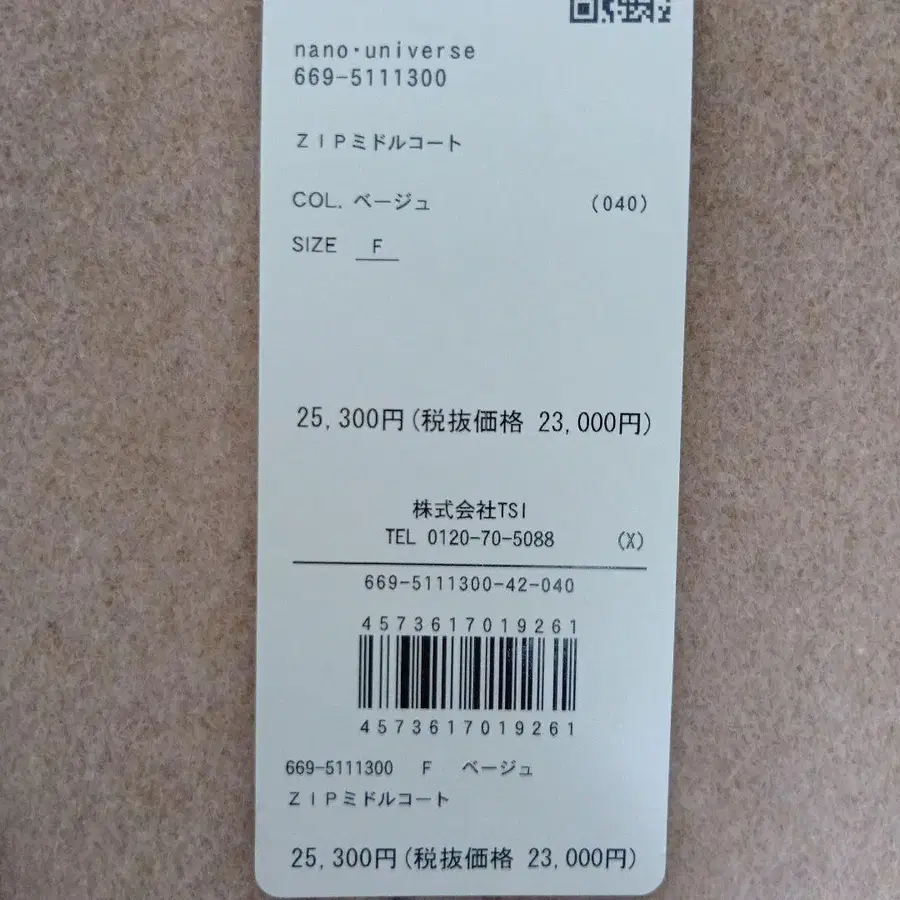 nano・universe
669-5111300
ZIPミドルコート
COL. ベージュ (040)
SIZE F
25,300円(税抜価格 23,000円)
株式会社TSI
TEL 0120-70-5088 (X)
669-5111300-42-040
4573617019261
4573617019261
669-5111300 F ベージュ
ZIPミドルコート
25,300円(税抜価格 23,000円)